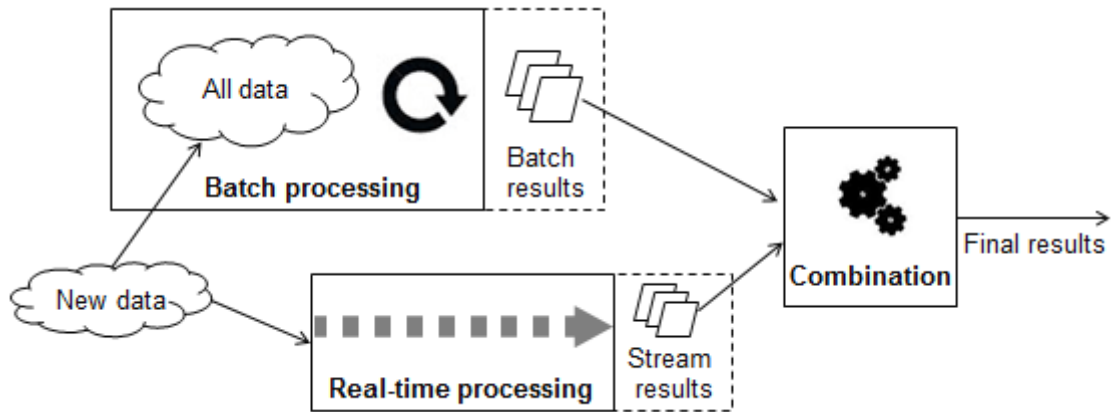 All data
Batch processing
Batch
results
New data
Real-time processing
Stream
results
Combination
Final results